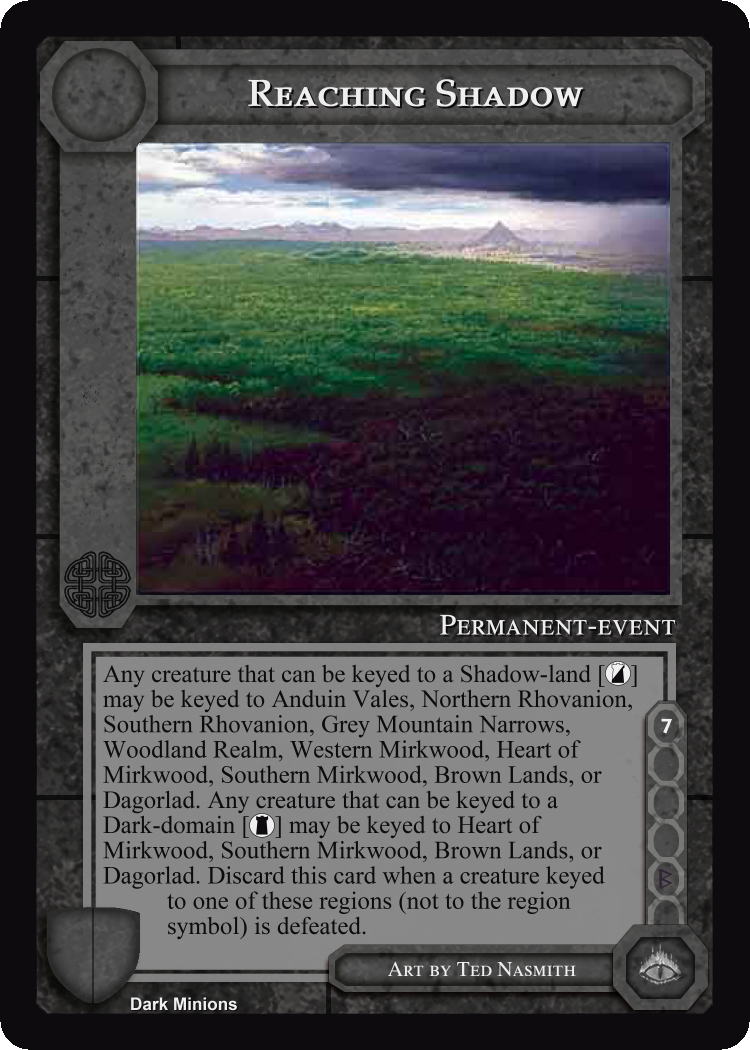 Reaching Shadow
Permanent-event
Any creature that can be keyed to a Shadow-land []
may be keyed to Anduin Vales, Northern Rhovanion,
Southern Rhovanion, Grey Mountain Narrows,
Woodland Realm, Western Mirkwood, Heart of
Mirkwood, Southern Mirkwood, Brown Lands, or
Dagorlad. Any creature that can be keyed to a
Dark-domain [] may be keyed to Heart of
Mirkwood, Southern Mirkwood, Brown Lands, or
Dagorlad. Discard this card when a creature keyed
to one of these regions (not to the region
symbol) is defeated.
7
Art by Ted Nasmith
Dark Minions